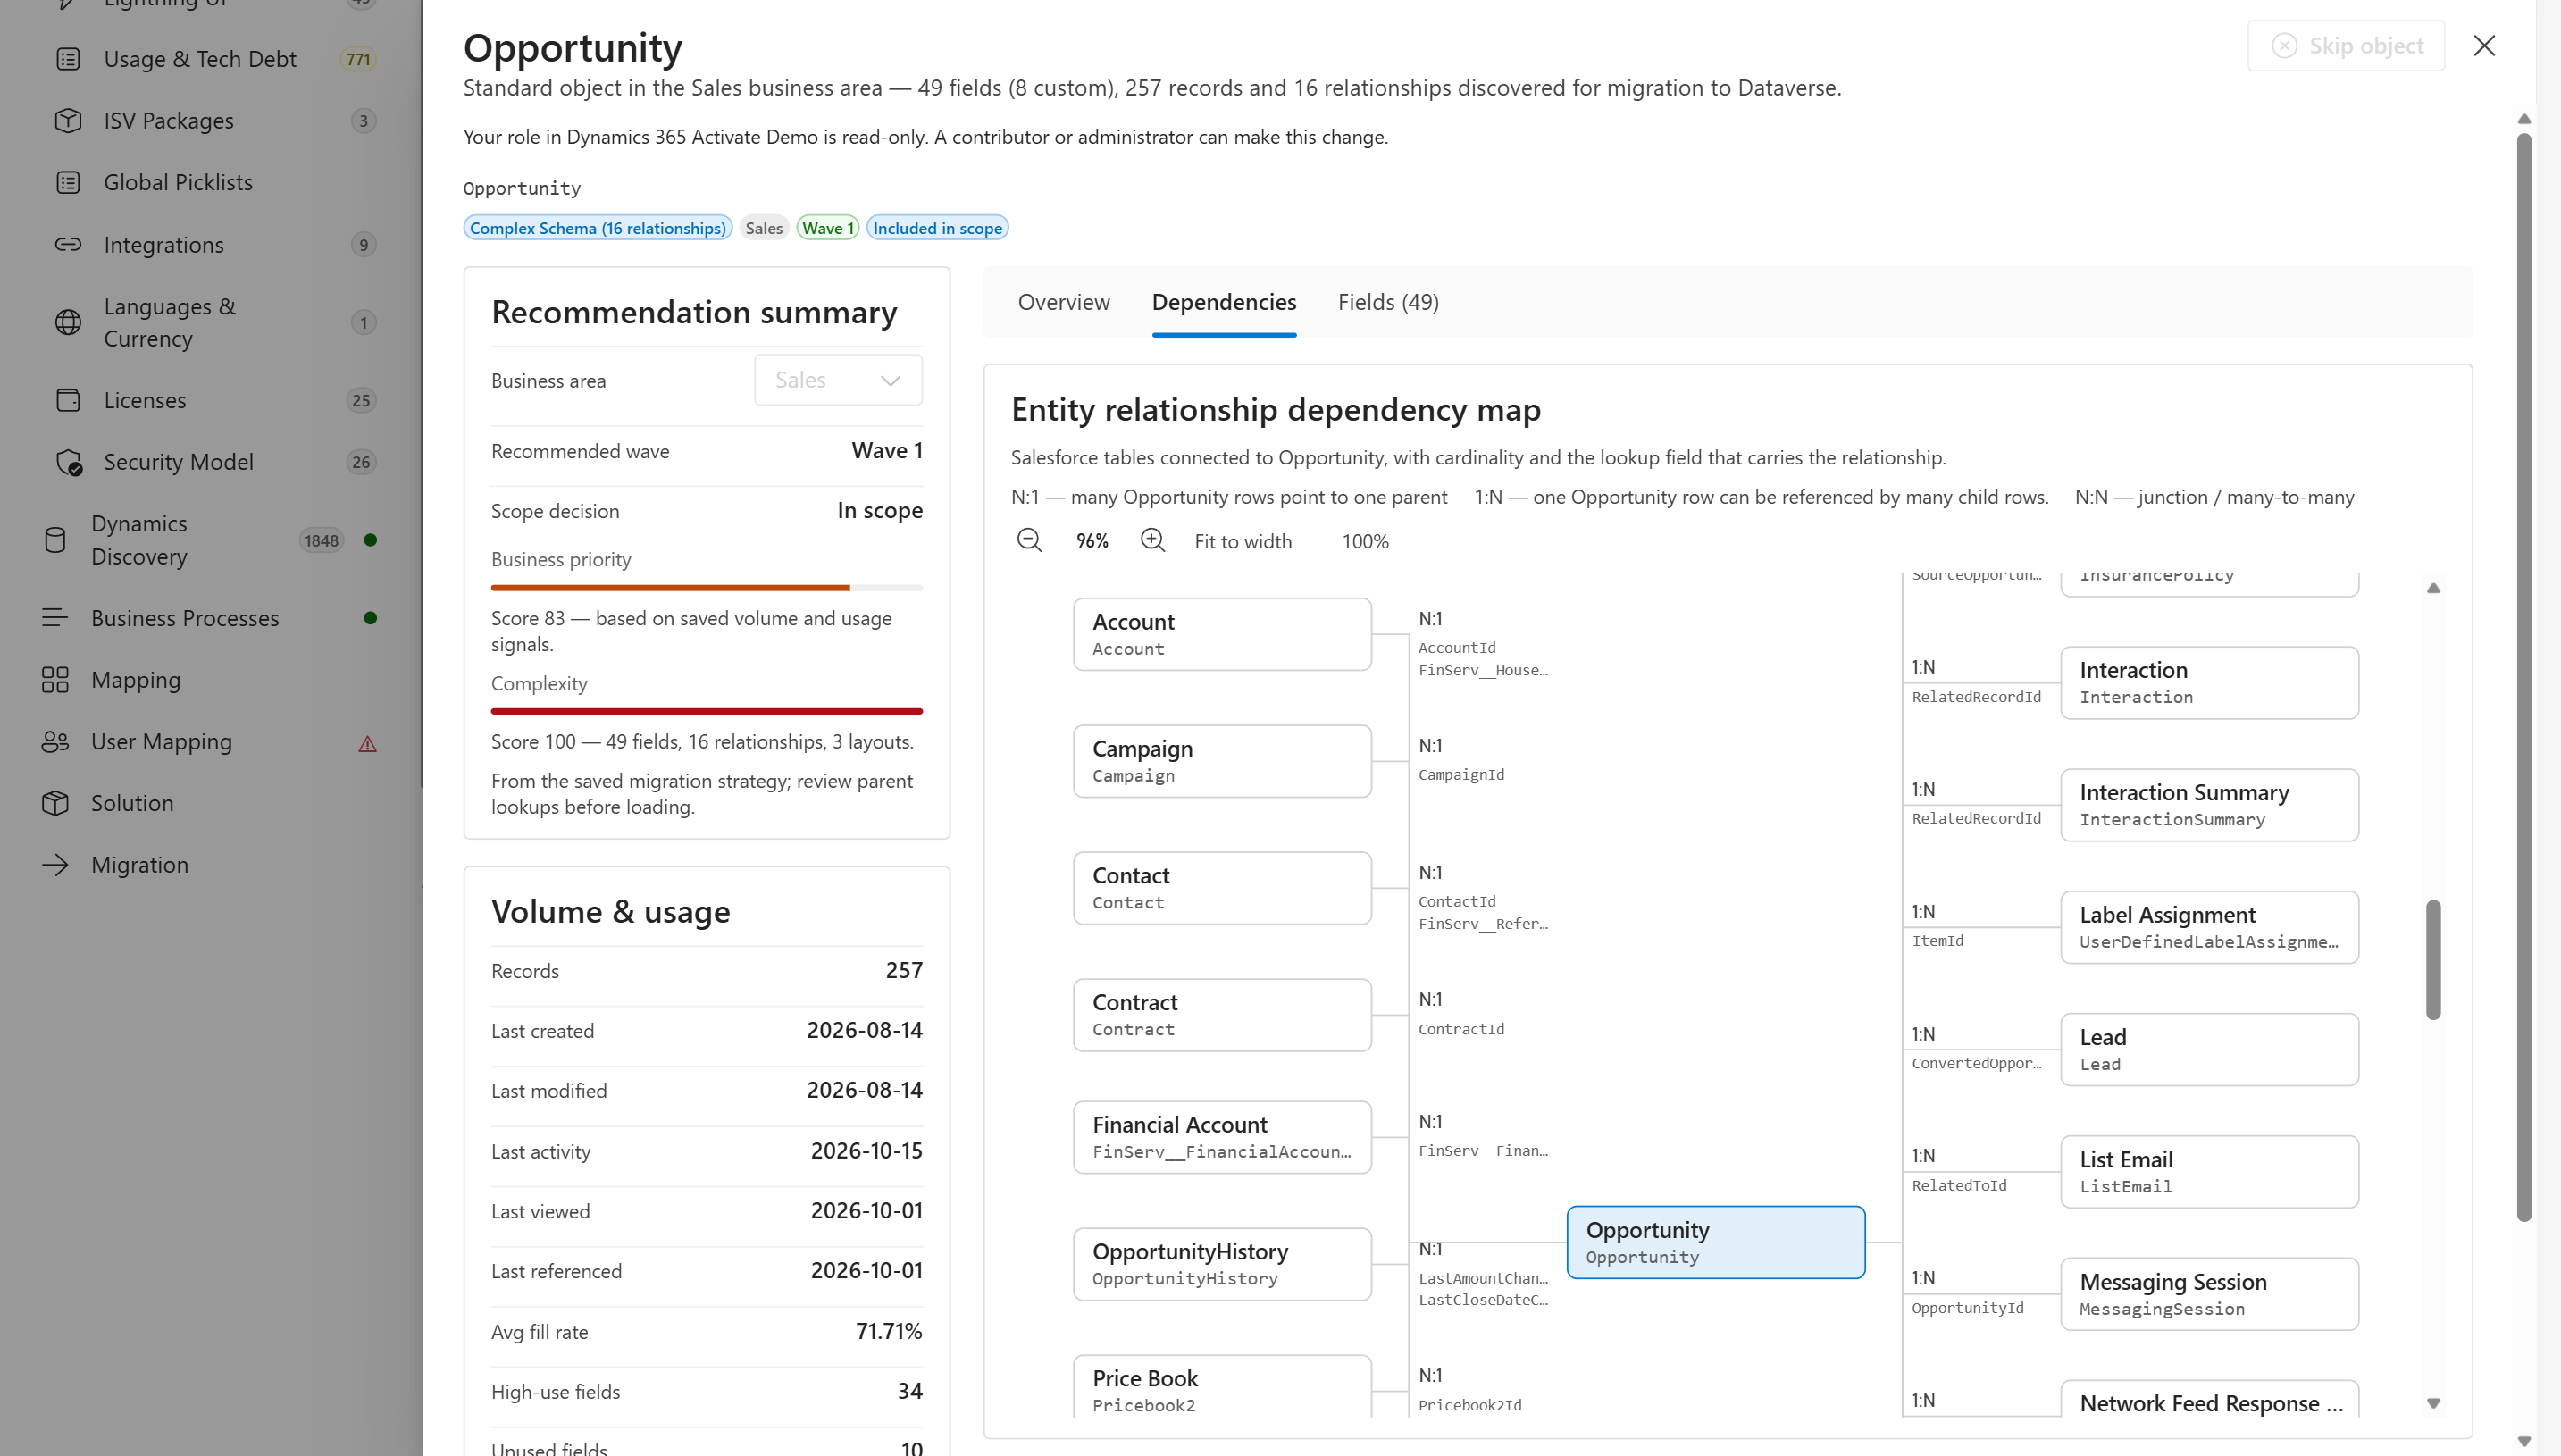 Lightning UI
Usage & Tech Debt 771
ISV Packages 3
Global Picklists
Integrations 9
Languages &
Currency
1
Licenses 25
Security Model 26
Dynamics
Discovery
1848
Business Processes
Mapping
User Mapping
Solution
Migration
Opportunity
Skip object
Standard object in the Sales business area — 49 fields (8 custom), 257 records and 16 relationships discovered for migration to Dataverse.
Your role in Dynamics 365 Activate Demo is read-only. A contributor or administrator can make this change.
Opportunity
Complex Schema (16 relationships) Sales Wave 1 Included in scope
Recommendation summary
Business area Sales
Recommended wave Wave 1
Scope decision In scope
Business priority
Score 83 — based on saved volume and usage
signals.
Complexity
Score 100 — 49 fields, 16 relationships, 3 layouts.
From the saved migration strategy; review parent
lookups before loading.
Volume & usage
Records 257
Last created 2026-08-14
Last modified 2026-08-14
Last activity 2026-10-15
Last viewed 2026-10-01
Last referenced 2026-10-01
Avg fill rate 71.71%
High-use fields 34
Unused fields 10
Overview Dependencies Fields (49)
Entity relationship dependency map
Salesforce tables connected to Opportunity, with cardinality and the lookup field that carries the relationship.
N:1 — many Opportunity rows point to one parent 1:N — one Opportunity row can be referenced by many child rows. N:N — junction / many-to-many
96% Fit to width 100%
Account
Account
N:1
AccountId
FinServ__House…
Campaign
Campaign
N:1
CampaignId
Contact
Contact
N:1
ContactId
FinServ__Refer…
Contract
Contract
N:1
ContractId
Financial Account
FinServ__FinancialAccoun…
N:1
FinServ__Finan…
OpportunityHistory
OpportunityHistory
N:1
LastAmountChan…
LastCloseDateC…
Price Book
Pricebook2
N:1
Pricebook2Id
Opportunity
Opportunity
SourceOpportun…
InsurancePolicy
1:N
RelatedRecordId
Interaction
Interaction
1:N
RelatedRecordId
Interaction Summary
InteractionSummary
1:N
ItemId
Label Assignment
UserDefinedLabelAssignme…
1:N
ConvertedOppor…
Lead
Lead
1:N
RelatedToId
List Email
ListEmail
1:N
OpportunityId
Messaging Session
MessagingSession
1:N
Network Feed Response …